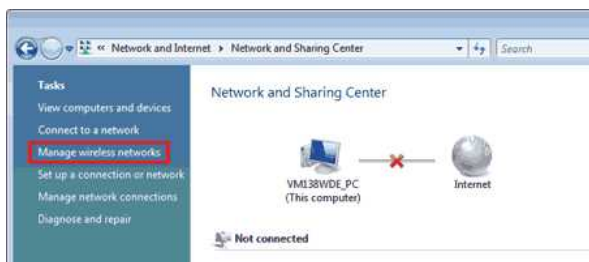 « Network and Internet ▸ Network and Sharing Center
Search
Tasks
View computers and devices
Connect to a network
Manage wireless networks
Set up a connection or network
Manage network connections
Diagnose and repair
Network and Sharing Center
VM138WDE_PC
(This computer)
Internet
Not connected